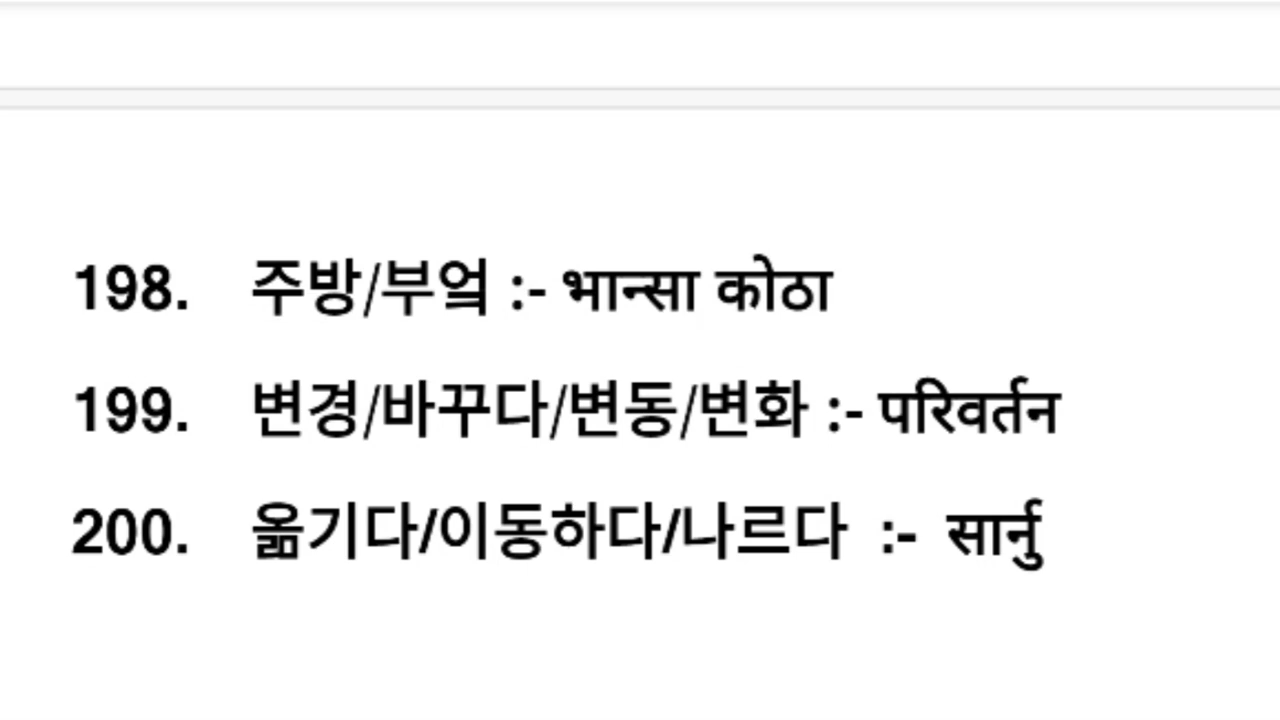 198. 주방/부엌 :- भान्सा कोठा
199. 변경/바꾸다/변동/변화 :- परिवर्तन
200. 옮기다/이동하다/나르다 :- सार्नु